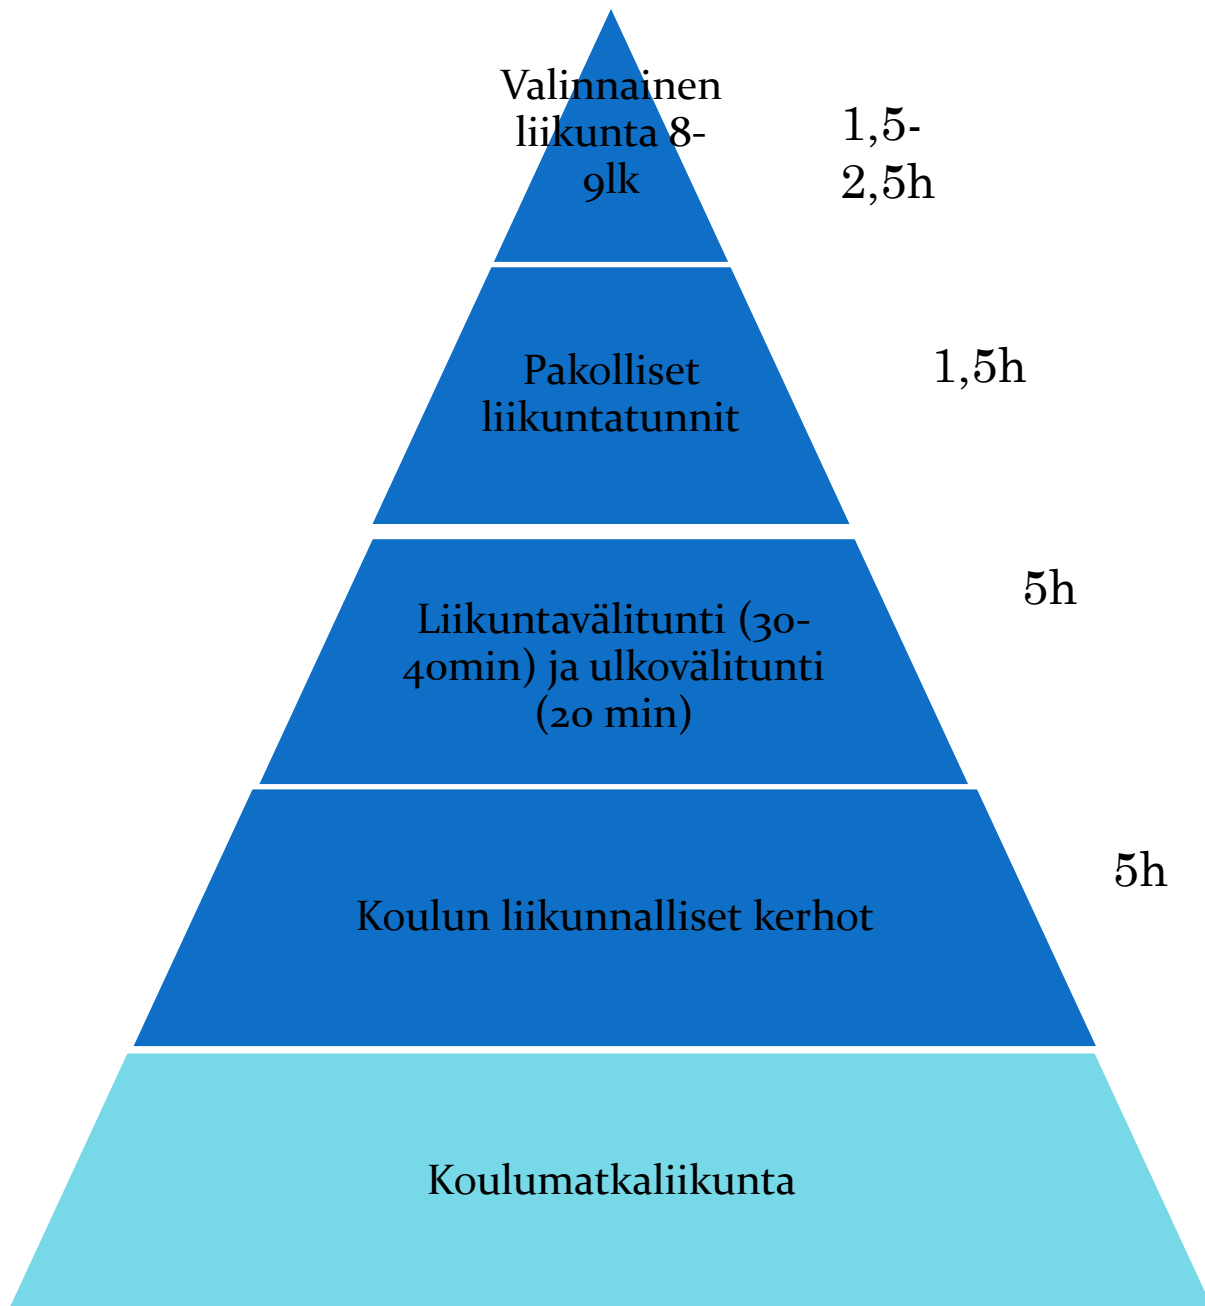 Valinnainen
liikunta 8-
9lk
1,5-
2,5h
Pakolliset
liikuntatunnit
1,5h
Liikuntavälitunti (30-
40min) ja ulkovälitunti
(20 min)
5h
Koulun liikunnalliset kerhot
5h
Koulumatkaliikunta